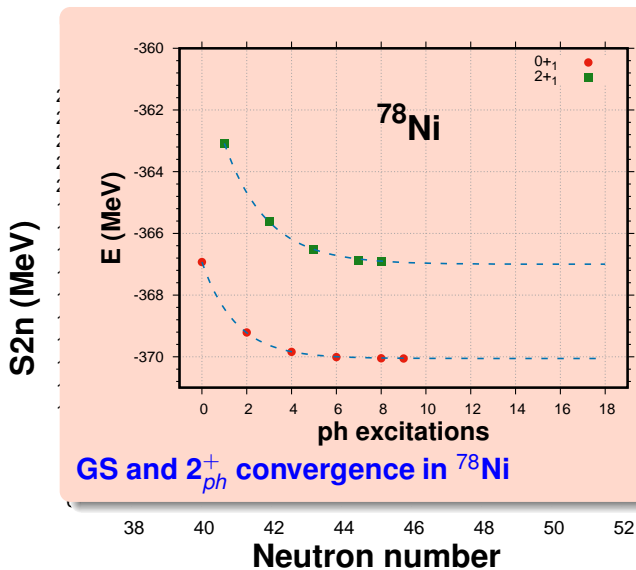 -360
0+₁
2+₁
⁷⁸Ni
-362
-364
-366
-368
-370
E (MeV)
0 2 4 6 8 10 12 14 16 18
ph excitations
GS and 2⁺ₚₕ convergence in ⁷⁸Ni
S2n (MeV)
38 40 42 44 46 48 50 52
Neutron number